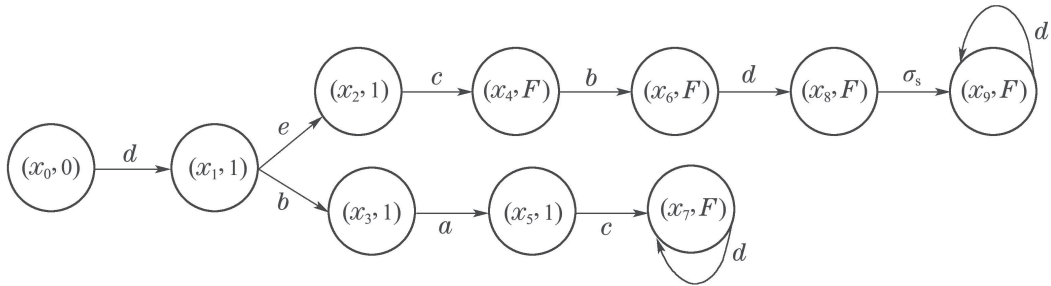 d
(x₂, 1) c (x₄, F) b (x₆, F) d (x₈, F) σₛ (x₉, F)
e
(x₀, 0) d (x₁, 1)
b (x₃, 1) a (x₅, 1) c (x₇, F)
d